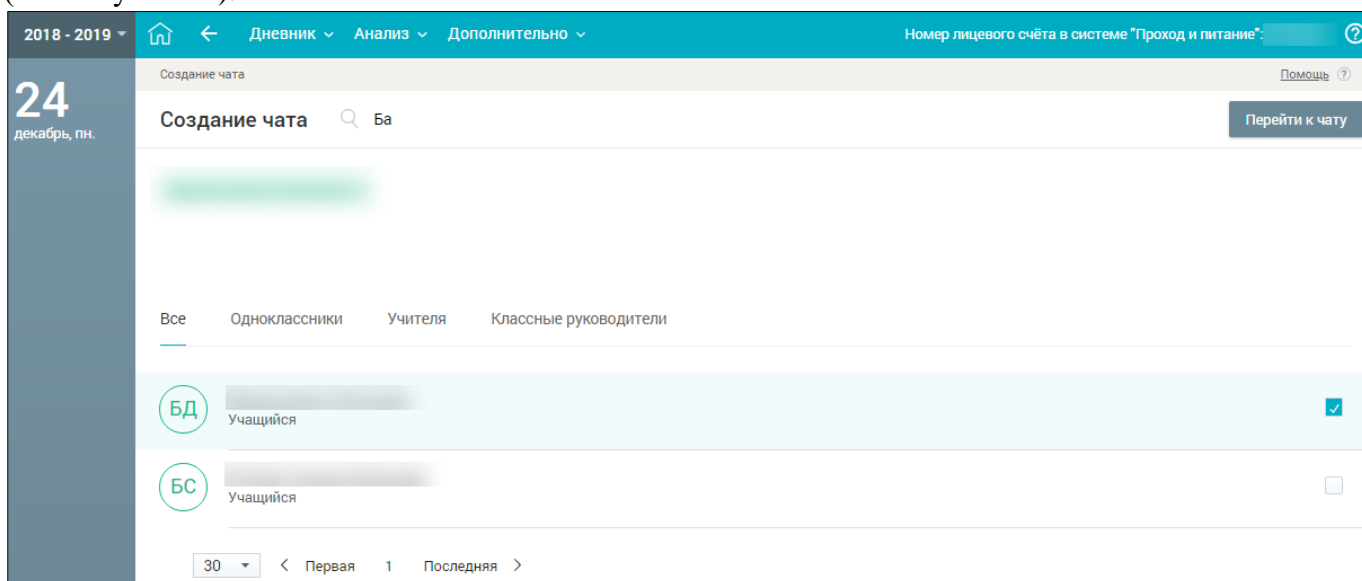 2018 - 2019 Дневник Анализ Дополнительно Номер лицевого счёта в системе "Проход и питание":
24
декабрь, пн.
Создание чата Помощь ?
Создание чата Ба Перейти к чату
Все Одноклассники Учителя Классные руководители
БД
Учащийся
БС
Учащийся
30 Первая 1 Последняя